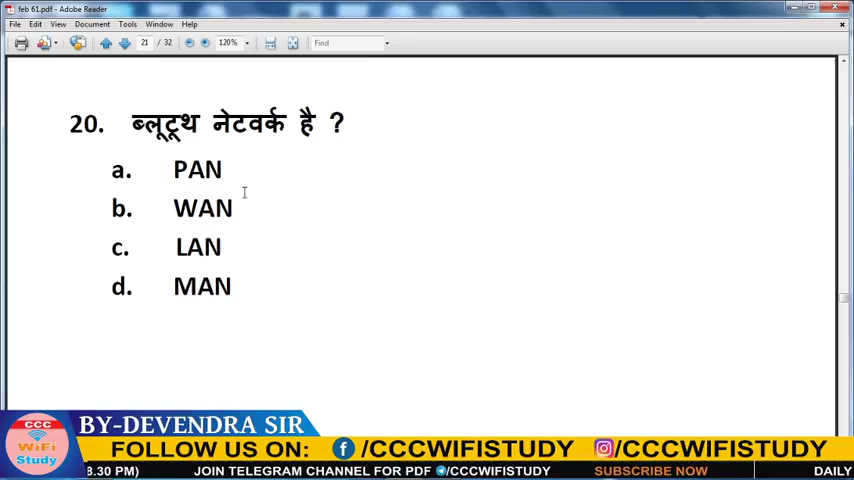 feb 61.pdf - Adobe Reader
File Edit View Document Tools Window Help
21 / 32 120% Find
20. ब्लूटूथ नेटवर्क है ?
a. PAN
b. WAN
c. LAN
d. MAN
CCC
WiFi
Study
BY-DEVENDRA SIR
FOLLOW US ON: f /CCCWIFISTUDY /CCCWIFISTUDY
8.30 PM) JOIN TELEGRAM CHANNEL FOR PDF /CCCWIFISTUDY SUBSCRIBE NOW DAILY